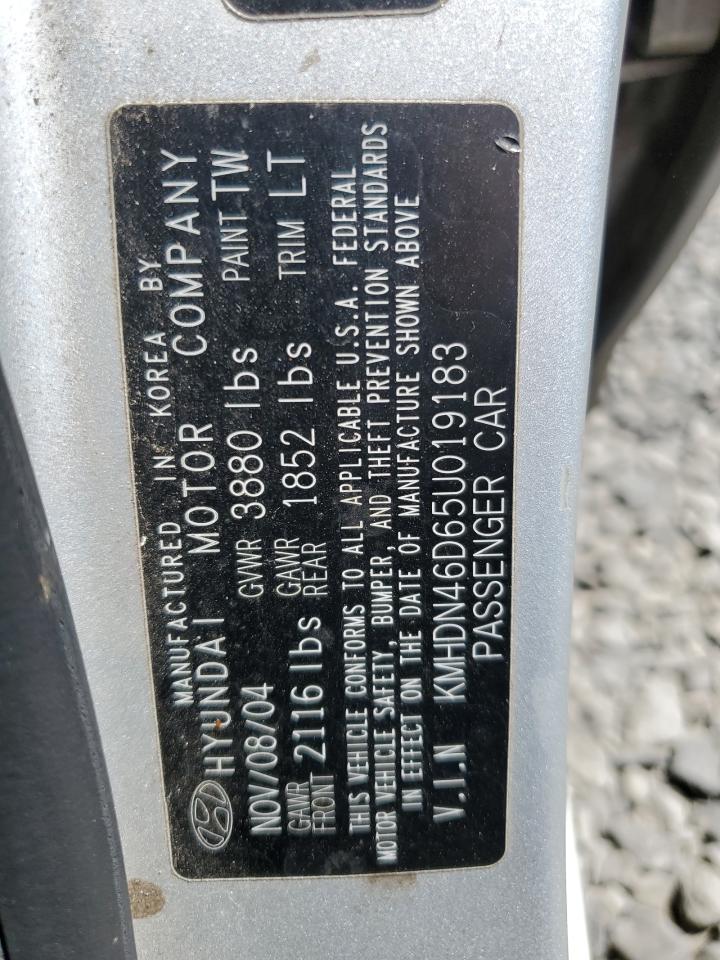 MANUFACTURED IN KOREA BY
HYUNDAI MOTOR COMPANY
NOV/08/04 GVWR 3880 lbs PAINT TW
GAWR FRONT 2116 lbs GAWR REAR 1852 lbs TRIM LT
THIS VEHICLE CONFORMS TO ALL APPLICABLE U.S.A. FEDERAL
MOTOR VEHICLE SAFETY, BUMPER, AND THEFT PREVENTION STANDARDS
IN EFFECT ON THE DATE OF MANUFACTURE SHOWN ABOVE
V.I.N KMHDN46D65U019183
PASSENGER CAR